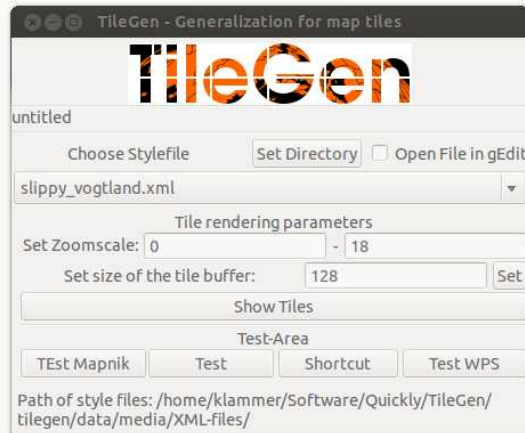 TileGen - Generalization for map tiles
TileGen
untitled
Choose Stylefile Set Directory Open File in gEdit
slippy_vogtland.xml
Tile rendering parameters
Set Zoomscale: 0 - 18
Set size of the tile buffer: 128 Set
Show Tiles
Test-Area
TEst Mapnik Test Shortcut Test WPS
Path of style files: /home/klammer/Software/Quickly/TileGen/
tilegen/data/media/XML-files/